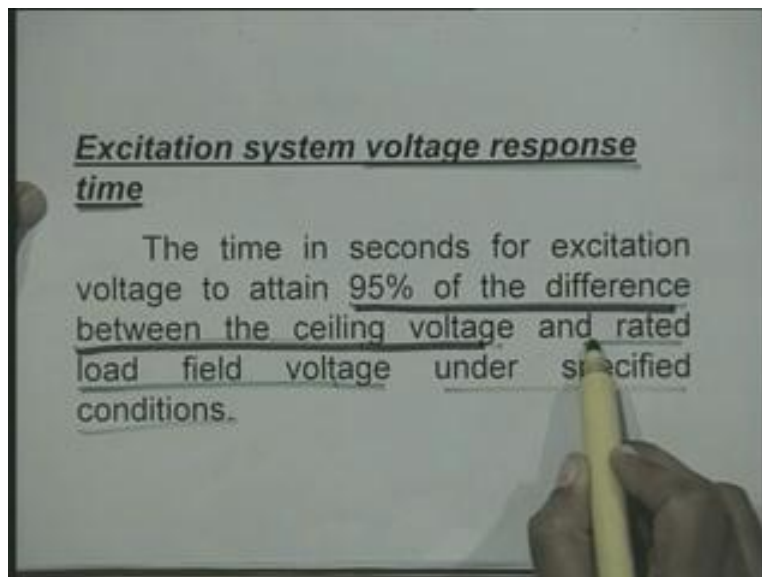 Excitation system voltage response
time
The time in seconds for excitation
voltage to attain 95% of the difference
between the ceiling voltage and rated
load field voltage under specified
conditions.